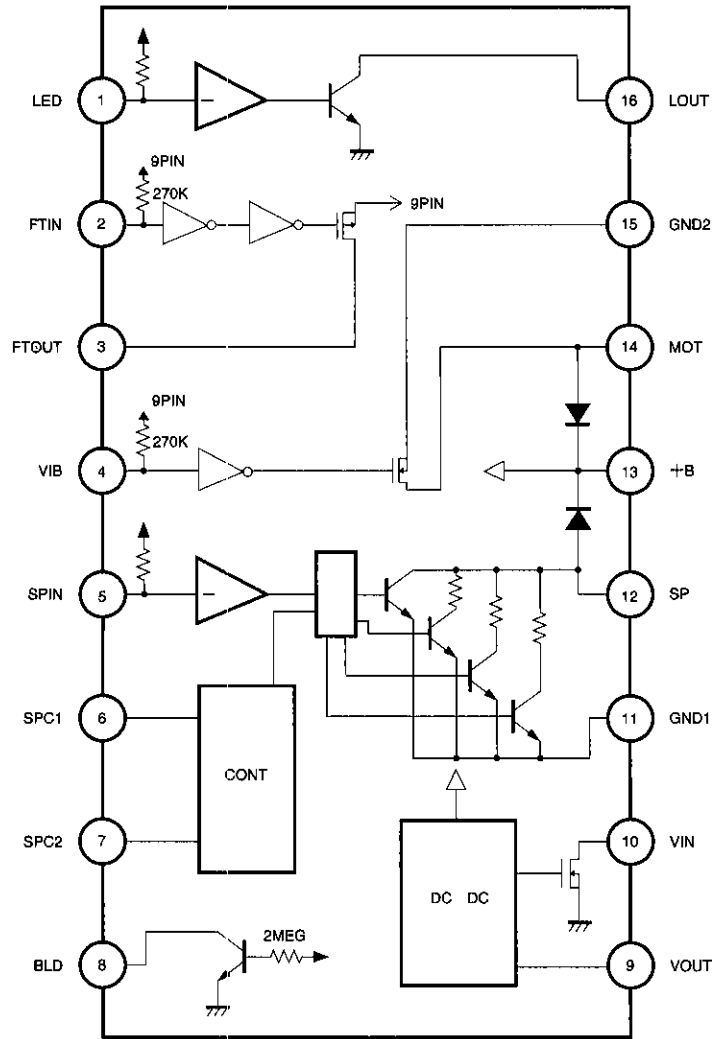 LED 1 16 LOUT
9PIN
270K
9PIN
FTIN 2 15 GND2
FTOUT 3 14 MOT
9PIN
270K
VIB 4 13 +B
SPIN 5 12 SP
SPC1 6 11 GND1
CONT
SPC2 7 10 VIN
DC DC
2MEG
BLD 8 9 VOUT